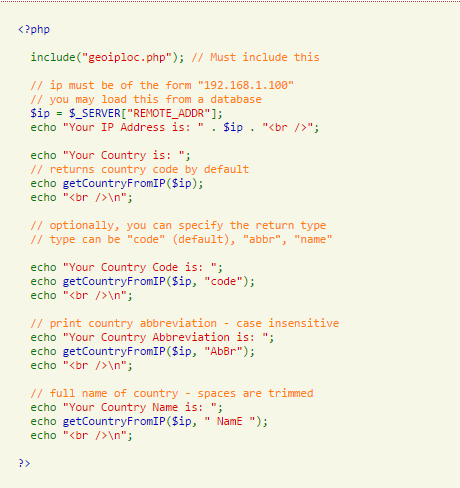 <?php
include("geoiploc.php"); // Must include this
// ip must be of the form "192.168.1.100"
// you may load this from a database
$ip = $_SERVER["REMOTE_ADDR"];
echo "Your IP Address is: " . $ip . "<br />";
echo "Your Country is: ";
// returns country code by default
echo getCountryFromIP($ip);
echo "<br />\n";
// optionally, you can specify the return type
// type can be "code" (default), "abbr", "name"
echo "Your Country Code is: ";
echo getCountryFromIP($ip, "code");
echo "<br />\n";
// print country abbreviation - case insensitive
echo "Your Country Abbreviation is: ";
echo getCountryFromIP($ip, "AbBr");
echo "<br />\n";
// full name of country - spaces are trimmed
echo "Your Country Name is: ";
echo getCountryFromIP($ip, " NamE ");
echo "<br />\n";
?>